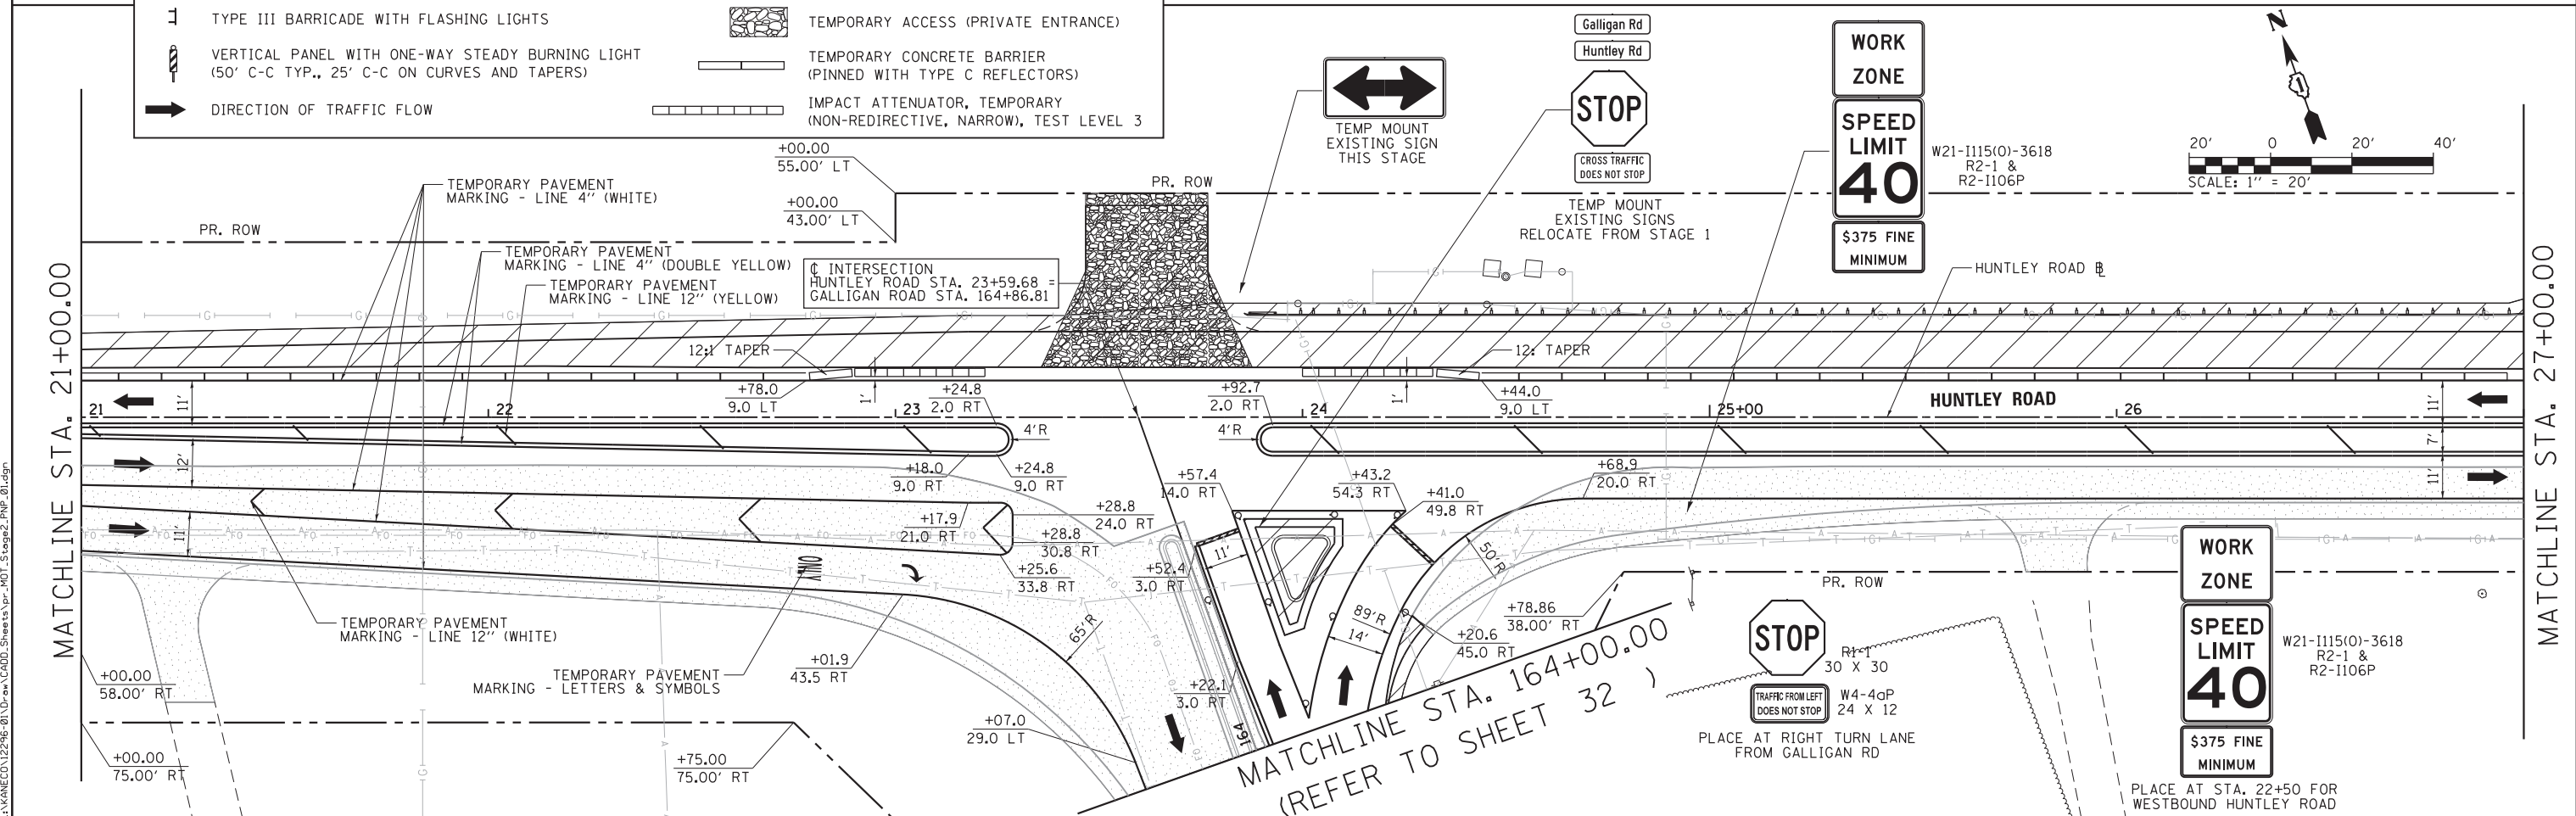 TYPE III BARRICADE WITH FLASHING LIGHTS
VERTICAL PANEL WITH ONE-WAY STEADY BURNING LIGHT
(50' C-C TYP., 25' C-C ON CURVES AND TAPERS)
DIRECTION OF TRAFFIC FLOW
TEMPORARY ACCESS (PRIVATE ENTRANCE)
TEMPORARY CONCRETE BARRIER
(PINNED WITH TYPE C REFLECTORS)
IMPACT ATTENUATOR, TEMPORARY
(NON-REDIRECTIVE, NARROW), TEST LEVEL 3
TEMP MOUNT
EXISTING SIGN
THIS STAGE
Galligan Rd
Huntley Rd
STOP
CROSS TRAFFIC
DOES NOT STOP
TEMP MOUNT
EXISTING SIGNS
RELOCATE FROM STAGE 1
WORK
ZONE
SPEED
LIMIT
40
$375 FINE
MINIMUM
W21-I115(O)-3618
R2-1 &
R2-I106P
N
20' 0 20' 40'
SCALE: 1'' = 20'
+00.00
55.00' LT
+00.00
43.00' LT
PR. ROW
PR. ROW
TEMPORARY PAVEMENT
MARKING - LINE 4'' (WHITE)
TEMPORARY PAVEMENT
MARKING - LINE 4'' (DOUBLE YELLOW)
TEMPORARY PAVEMENT
MARKING - LINE 12'' (YELLOW)
℄ INTERSECTION
HUNTLEY ROAD STA. 23+59.68 =
GALLIGAN ROAD STA. 164+86.81
HUNTLEY ROAD ⅊
MATCHLINE STA. 21+00.00
MATCHLINE STA. 27+00.00
12:1 TAPER
12: TAPER
+78.0
9.0 LT
1'
+24.8
2.0 RT
+92.7
2.0 RT
1'
+44.0
9.0 LT
11'
21
22
23
24
25+00
26
HUNTLEY ROAD
11'
4'R
4'R
7'
12'
11'
+18.0
9.0 RT
+24.8
9.0 RT
+57.4
14.0 RT
+43.2
54.3 RT
+41.0
49.8 RT
+68.9
20.0 RT
+17.9
21.0 RT
+28.8
24.0 RT
+28.8
30.8 RT
+25.6
33.8 RT
+52.4
3.0 RT
11'
11'
50'R
ONLY
89'R
14'
+20.6
45.0 RT
+78.86
38.00' RT
PR. ROW
65'R
TEMPORARY PAVEMENT
MARKING - LINE 12'' (WHITE)
TEMPORARY PAVEMENT
MARKING - LETTERS & SYMBOLS
+01.9
43.5 RT
+22.1
3.0 RT
+07.0
29.0 LT
164
+00.00
58.00' RT
+00.00
75.00' RT
+75.00
75.00' RT
MATCHLINE STA. 164+00.00
(REFER TO SHEET 32 )
STOP
R1-1
30 X 30
TRAFFIC FROM LEFT
DOES NOT STOP
W4-4aP
24 X 12
PLACE AT RIGHT TURN LANE
FROM GALLIGAN RD
WORK
ZONE
SPEED
LIMIT
40
$375 FINE
MINIMUM
W21-I115(O)-3618
R2-1 &
R2-I106P
PLACE AT STA. 22+50 FOR
WESTBOUND HUNTLEY ROAD